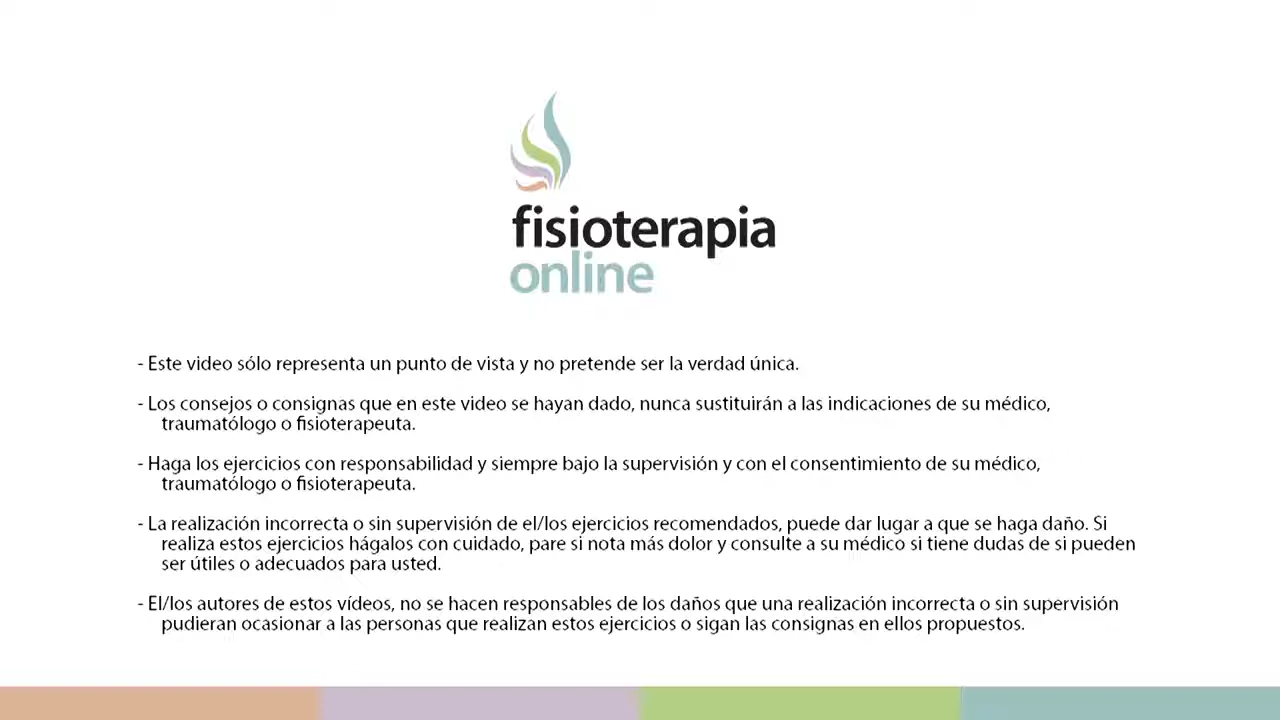 fisioterapia
online
- Este video sólo representa un punto de vista y no pretende ser la verdad única.
- Los consejos o consignas que en este video se hayan dado, nunca sustituirán a las indicaciones de su médico,
traumatólogo o fisioterapeuta.
- Haga los ejercicios con responsabilidad y siempre bajo la supervisión y con el consentimiento de su médico,
traumatólogo o fisioterapeuta.
- La realización incorrecta o sin supervisión de el/los ejercicios recomendados, puede dar lugar a que se haga daño. Si
realiza estos ejercicios hágalos con cuidado, pare si nota más dolor y consulte a su médico si tiene dudas de si pueden
ser útiles o adecuados para usted.
- El/los autores de estos vídeos, no se hacen responsables de los daños que una realización incorrecta o sin supervisión
pudieran ocasionar a las personas que realizan estos ejercicios o sigan las consignas en ellos propuestos.